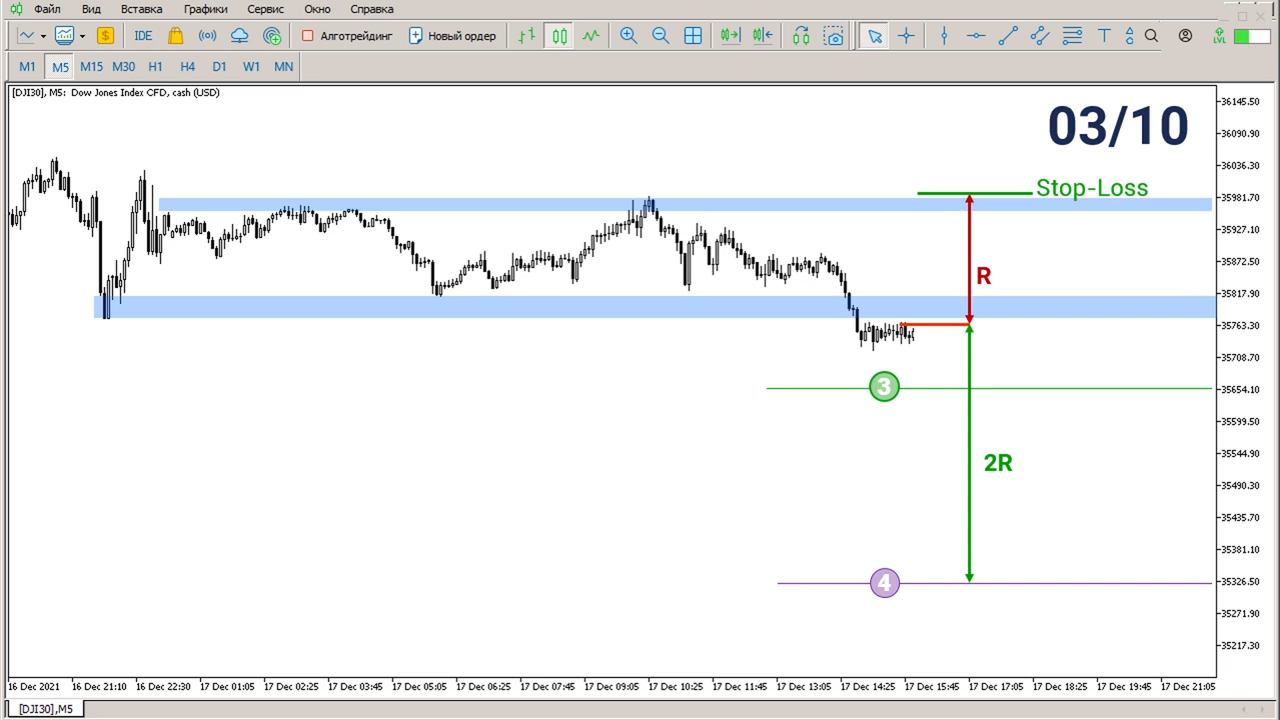 Файл Вид Вставка Графики Сервис Окно Справка
IDE Алготрейдинг Новый ордер LVL
M1 M5 M15 M30 H1 H4 D1 W1 MN
[DJI30], M5: Dow Jones Index CFD, cash (USD)
03/10
Stop-Loss
R
3
2R
4
36145.50
36090.90
36036.30
35981.70
35927.10
35872.50
35817.90
35763.30
35708.70
35654.10
35599.50
35544.90
35490.30
35435.70
35381.10
35326.50
35271.90
35217.30
16 Dec 2021 16 Dec 21:10 16 Dec 22:30 17 Dec 01:05 17 Dec 02:25 17 Dec 03:45 17 Dec 05:05 17 Dec 06:25 17 Dec 07:45 17 Dec 09:05 17 Dec 10:25 17 Dec 11:45 17 Dec 13:05 17 Dec 14:25 17 Dec 15:45 17 Dec 17:05 17 Dec 18:25 17 Dec 19:45 17 Dec 21:05
[DJI30],M5